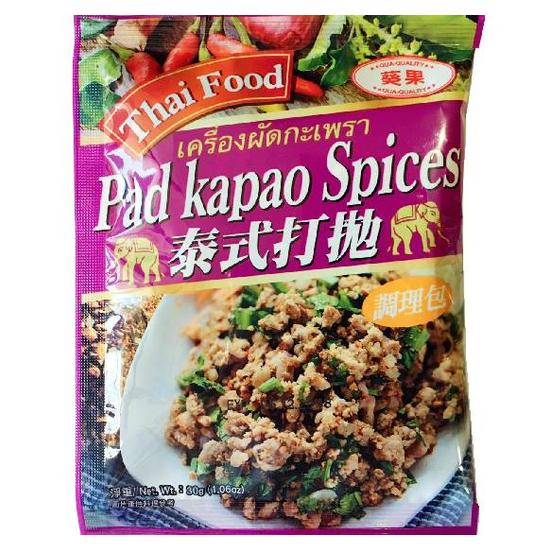 Thai Food
QUA-QUALITY
葵果
QUA-QUALITY
เครื่องผัดกะเพรา
Pad kapao Spices
泰式打拋
調理包
淨重/ Net. Wt.：30g (1.06oz)